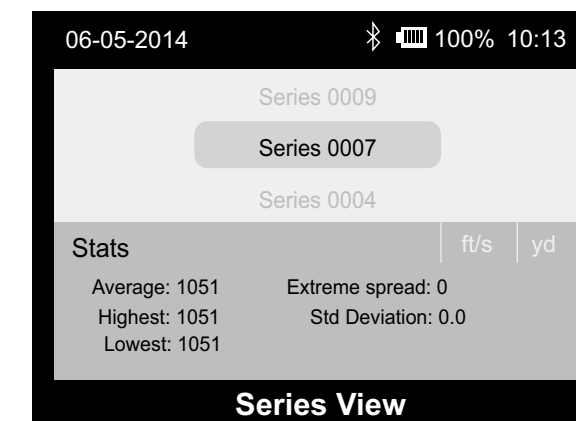 06-05-2014 100% 10:13
Series 0009
Series 0007
Series 0004
Stats ft/s yd
Average: 1051 Extreme spread: 0
Highest: 1051 Std Deviation: 0.0
Lowest: 1051
Series View